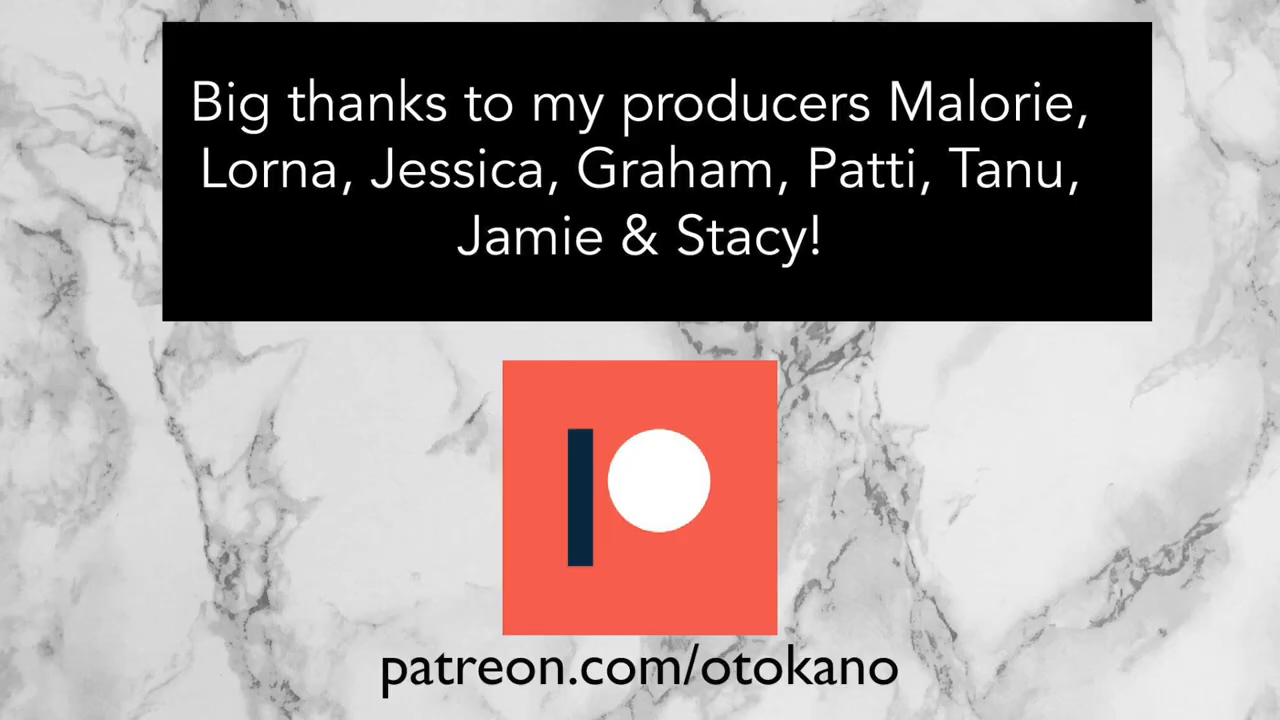 Big thanks to my producers Malorie,
Lorna, Jessica, Graham, Patti, Tanu,
Jamie & Stacy!
patreon.com/otokano